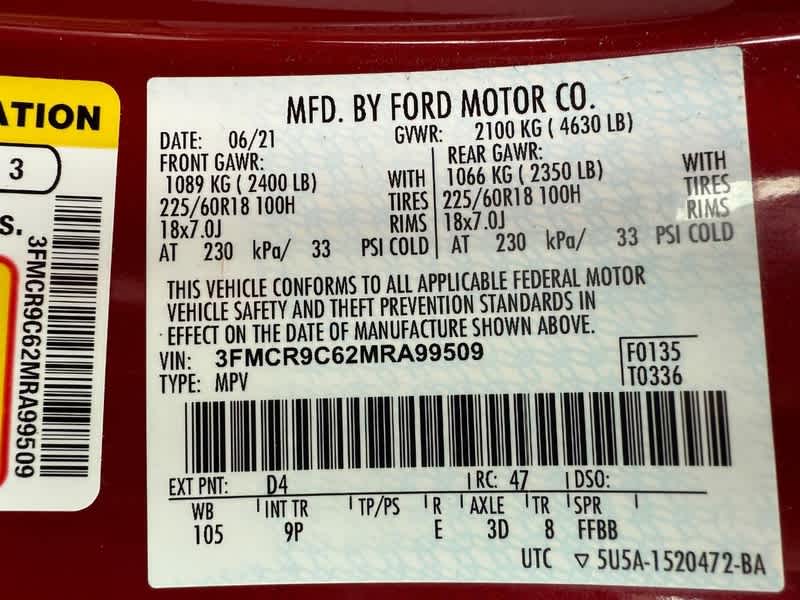 ATION
3
S.
3FMCR9C62MRA99509
MFD. BY FORD MOTOR CO.
DATE: 06/21 GVWR: 2100 KG ( 4630 LB)
FRONT GAWR: REAR GAWR:
1089 KG ( 2400 LB) WITH 1066 KG ( 2350 LB) WITH
225/60R18 100H TIRES 225/60R18 100H TIRES
18x7.0J RIMS 18x7.0J RIMS
AT 230 kPa/ 33 PSI COLD AT 230 kPa/ 33 PSI COLD
THIS VEHICLE CONFORMS TO ALL APPLICABLE FEDERAL MOTOR
VEHICLE SAFETY AND THEFT PREVENTION STANDARDS IN
EFFECT ON THE DATE OF MANUFACTURE SHOWN ABOVE.
VIN: 3FMCR9C62MRA99509 F0135
TYPE: MPV T0336
EXT PNT: D4 RC: 47 DSO:
WB INT TR TP/PS R AXLE TR SPR
105 9P E 3D 8 FFBB
UTC ▽ 5U5A-1520472-BA